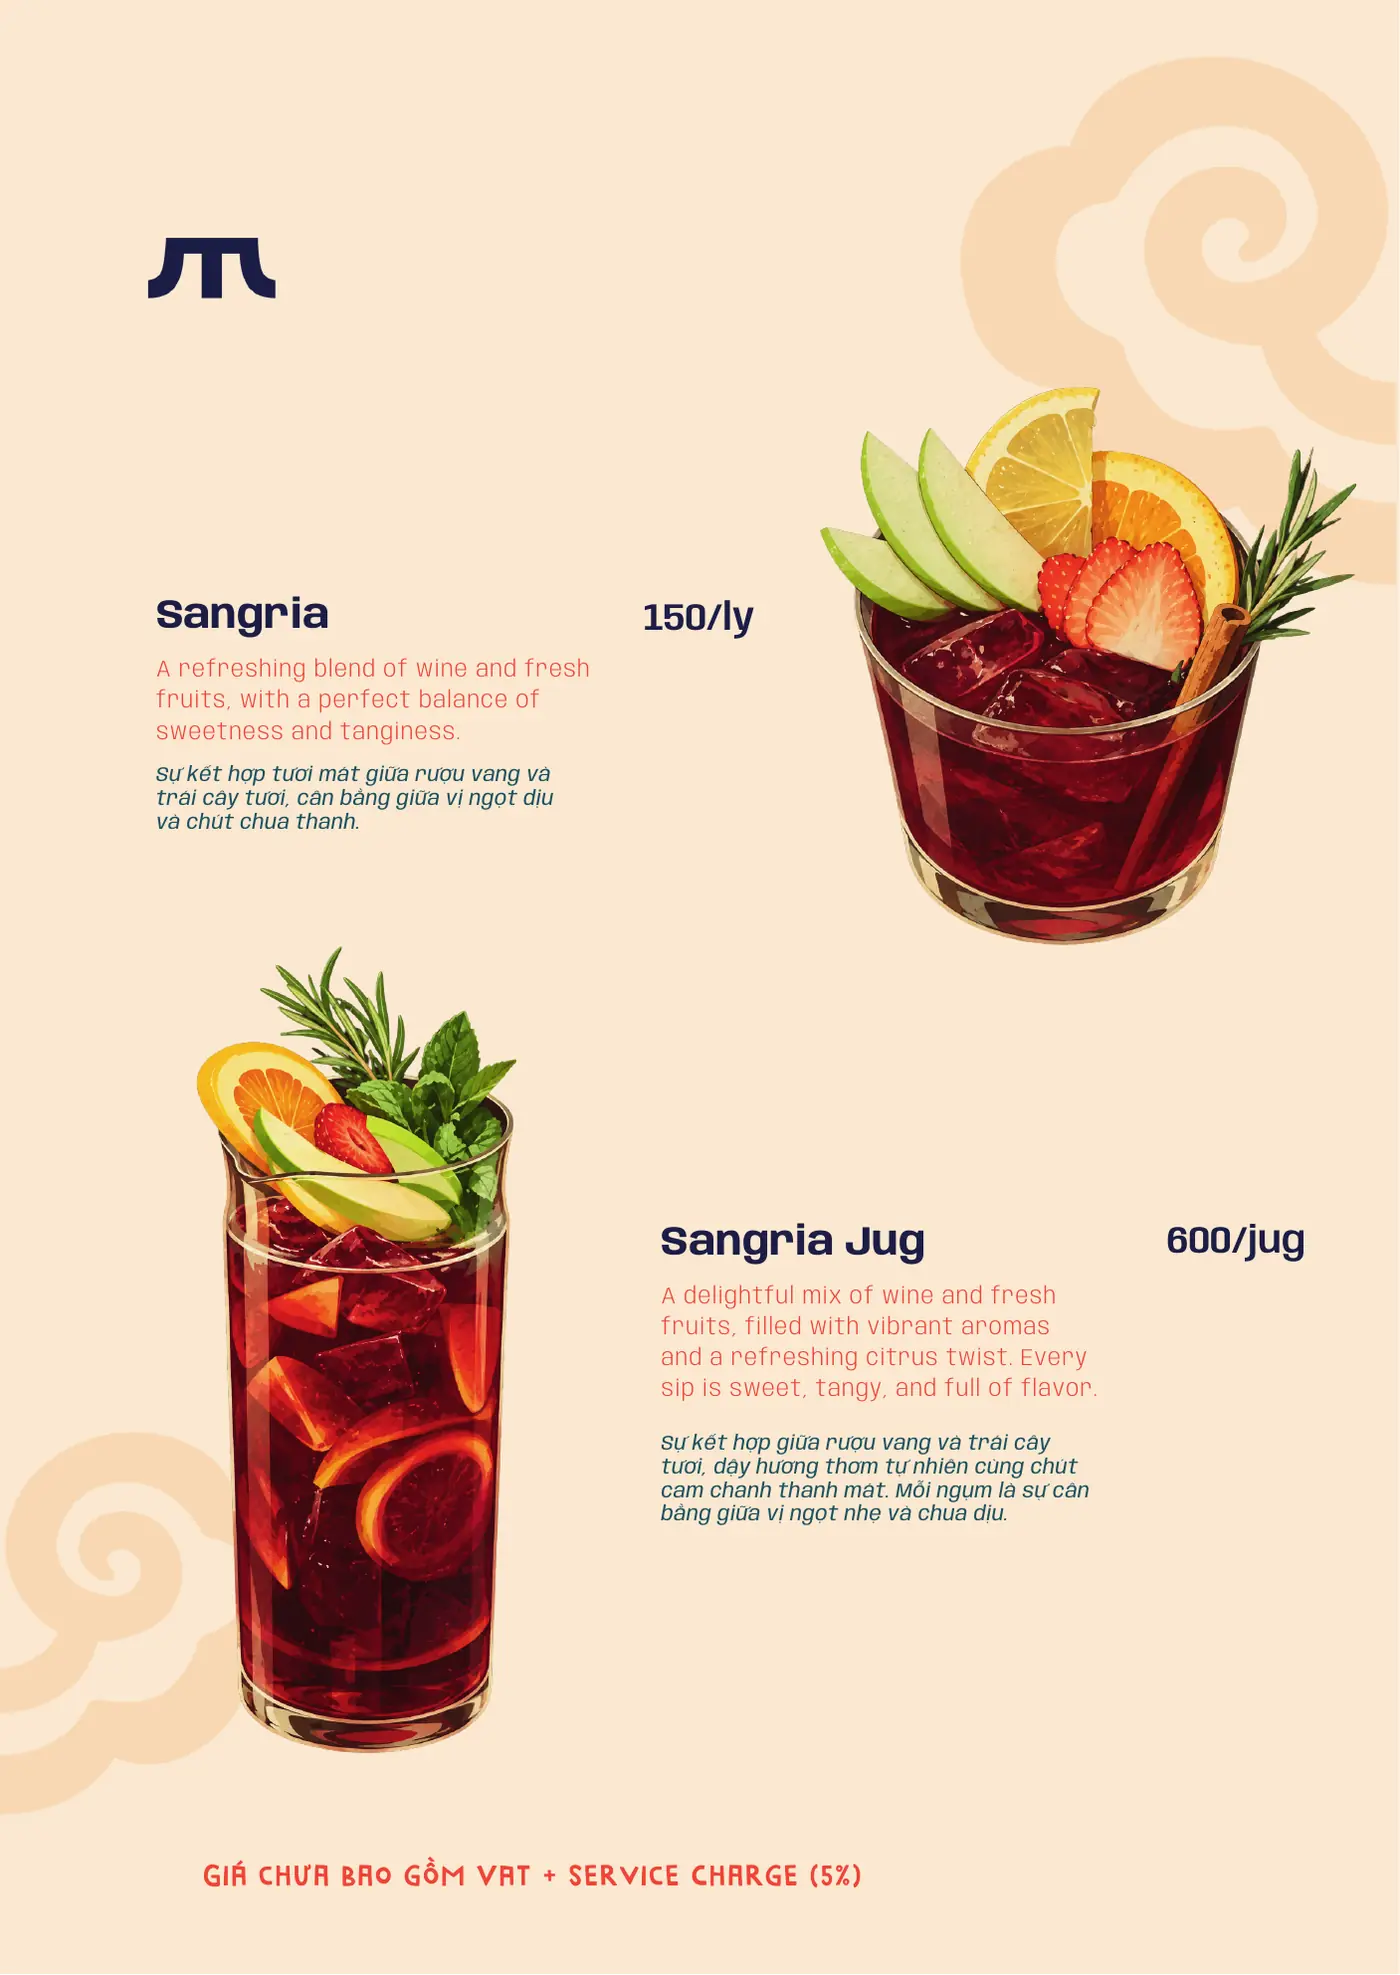 Sangria
150/ly
A refreshing blend of wine and fresh
fruits, with a perfect balance of
sweetness and tanginess.
Sự kết hợp tươi mát giữa rượu vang và
trái cây tươi, cân bằng giữa vị ngọt dịu
và chút chua thanh.
Sangria Jug
600/jug
A delightful mix of wine and fresh
fruits, filled with vibrant aromas
and a refreshing citrus twist. Every
sip is sweet, tangy, and full of flavor.
Sự kết hợp giữa rượu vang và trái cây
tươi, dậy hương thơm tự nhiên cùng chút
cam chanh thanh mát. Mỗi ngụm là sự cân
bằng giữa vị ngọt nhẹ và chua dịu.
GIÁ CHƯA BAO GỒM VAT + SERVICE CHARGE (5%)